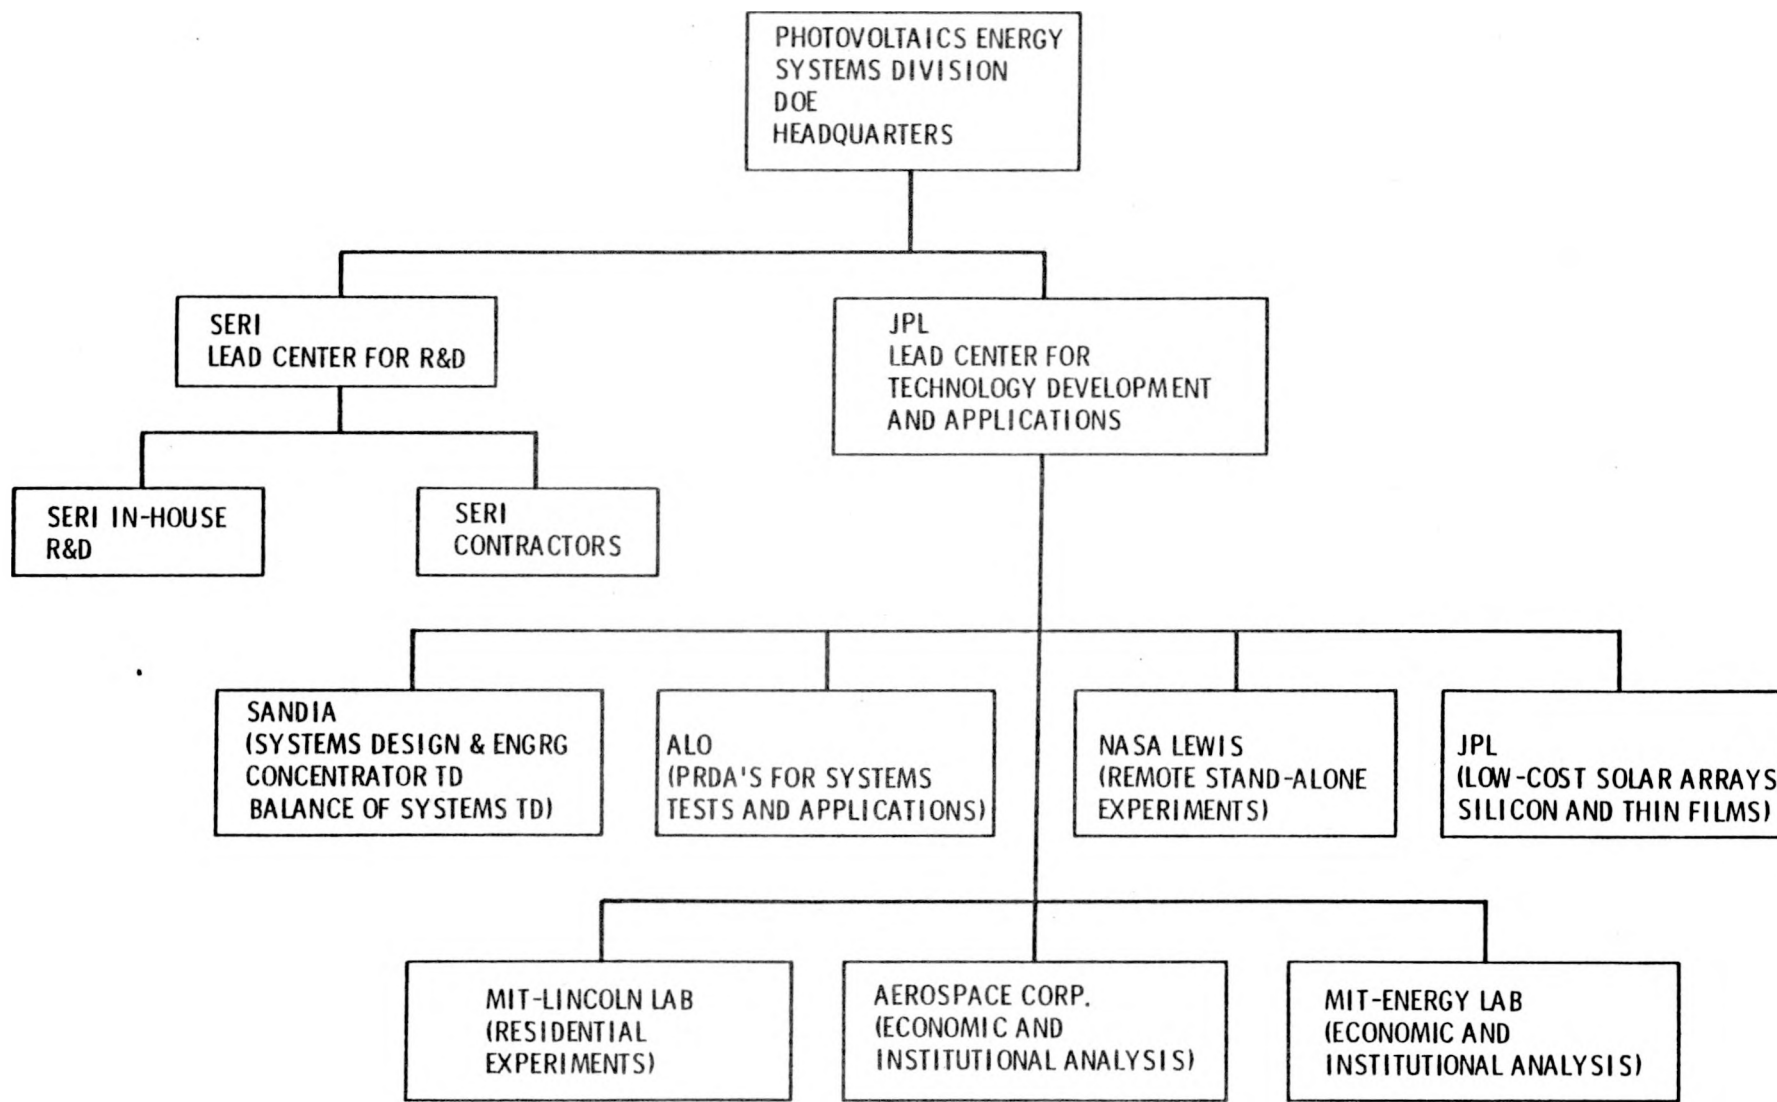 PHOTOVOLTAICS ENERGY
SYSTEMS DIVISION
DOE
HEADQUARTERS
SERI
LEAD CENTER FOR R&D
JPL
LEAD CENTER FOR
TECHNOLOGY DEVELOPMENT
AND APPLICATIONS
SERI IN-HOUSE
R&D
SERI
CONTRACTORS
SANDIA
(SYSTEMS DESIGN & ENGRG
CONCENTRATOR TD
BALANCE OF SYSTEMS TD)
ALO
(PRDA'S FOR SYSTEMS
TESTS AND APPLICATIONS)
NASA LEWIS
(REMOTE STAND-ALONE
EXPERIMENTS)
JPL
(LOW-COST SOLAR ARRAYS
SILICON AND THIN FILMS)
MIT-LINCOLN LAB
(RESIDENTIAL
EXPERIMENTS)
AEROSPACE CORP.
(ECONOMIC AND
INSTITUTIONAL ANALYSIS)
MIT-ENERGY LAB
(ECONOMIC AND
INSTITUTIONAL ANALYSIS)